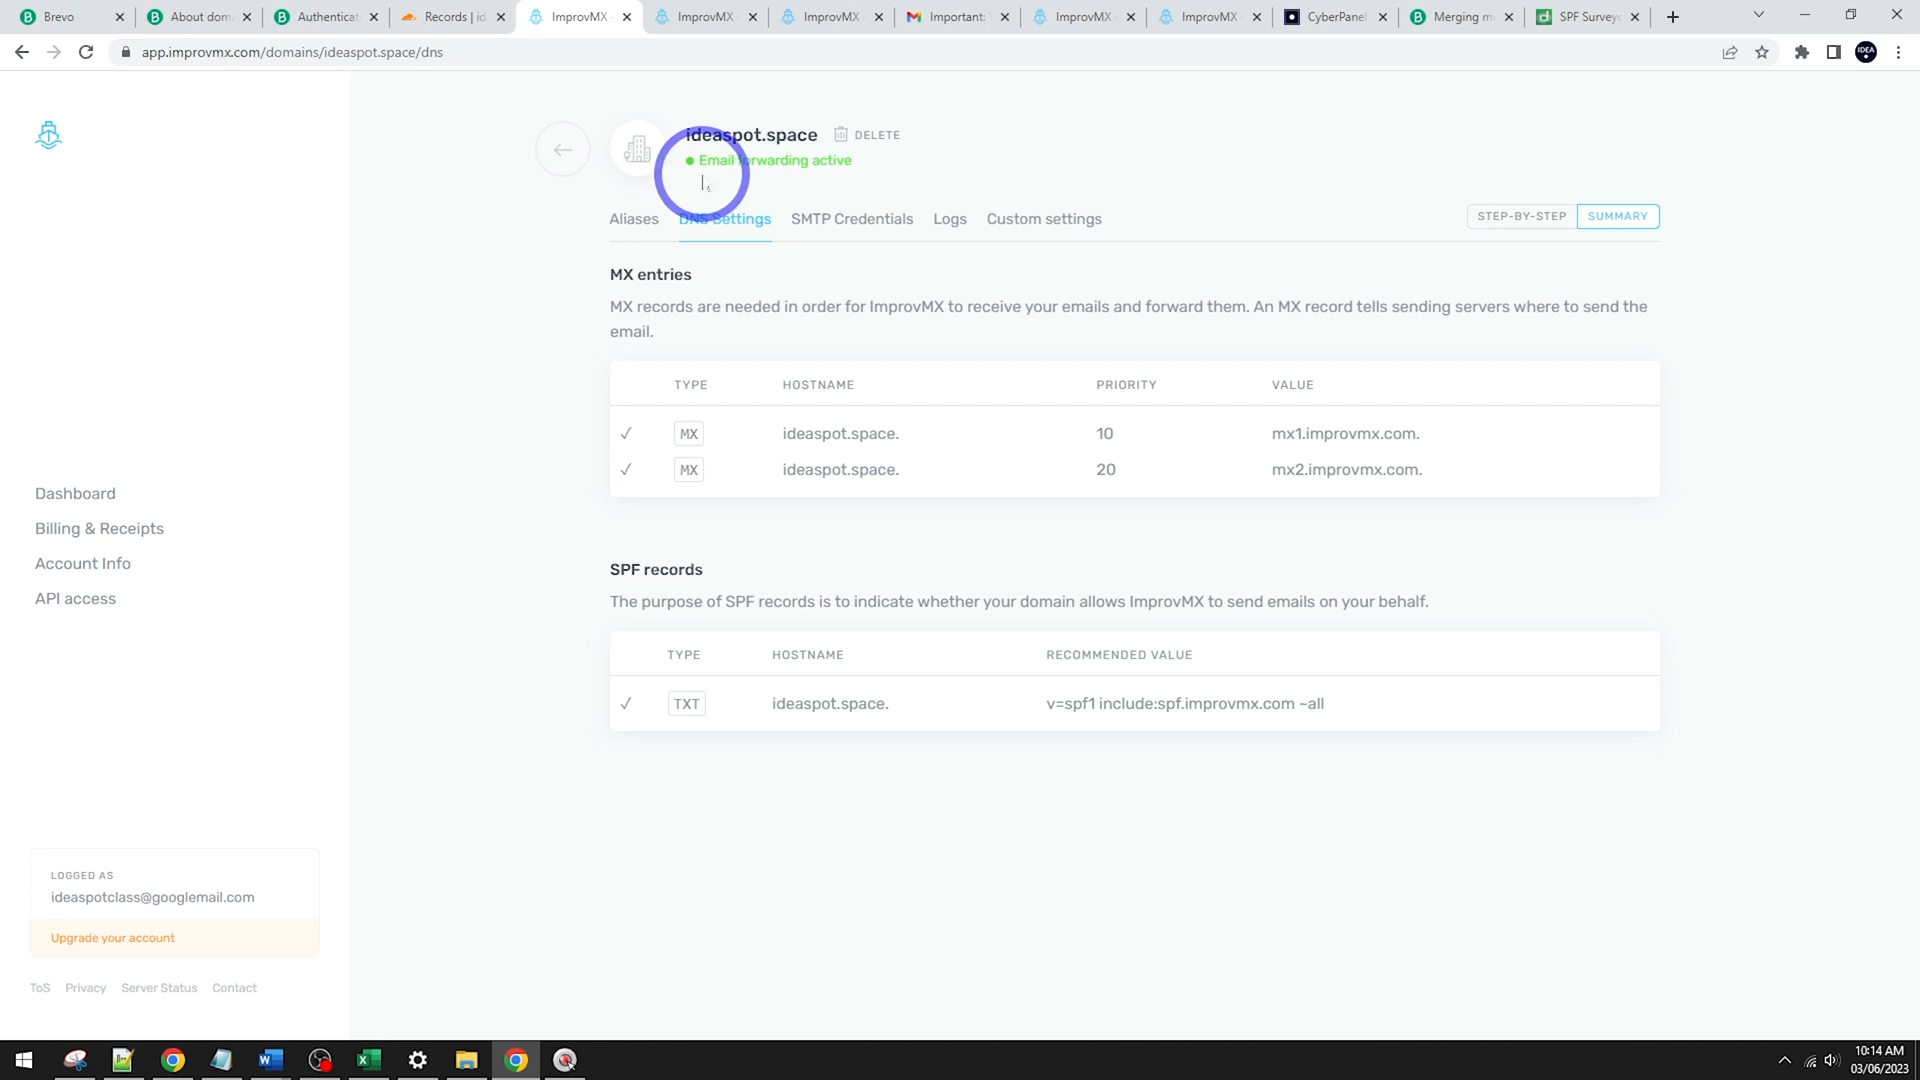 Brevo
About dom
Authenticat
Records | id
ImprovMX -
ImprovMX -
ImprovMX -
Important: Y
ImprovMX -
ImprovMX -
CyberPanel
Merging mu
SPF Survey
app.improvmx.com/domains/ideaspot.space/dns
IDEA
ideaspot.space
DELETE
Email forwarding active
Aliases
DNS Settings
SMTP Credentials
Logs
Custom settings
STEP-BY-STEP
SUMMARY
MX entries
MX records are needed in order for ImprovMX to receive your emails and forward them. An MX record tells sending servers where to send the
email.
TYPE HOSTNAME PRIORITY VALUE
MX ideaspot.space. 10 mx1.improvmx.com.
MX ideaspot.space. 20 mx2.improvmx.com.
Dashboard
Billing & Receipts
Account Info
API access
SPF records
The purpose of SPF records is to indicate whether your domain allows ImprovMX to send emails on your behalf.
TYPE HOSTNAME RECOMMENDED VALUE
TXT ideaspot.space. v=spf1 include:spf.improvmx.com ~all
LOGGED AS
ideaspotclass@googlemail.com
Upgrade your account
ToS Privacy Server Status Contact
10:14 AM
03/06/2023